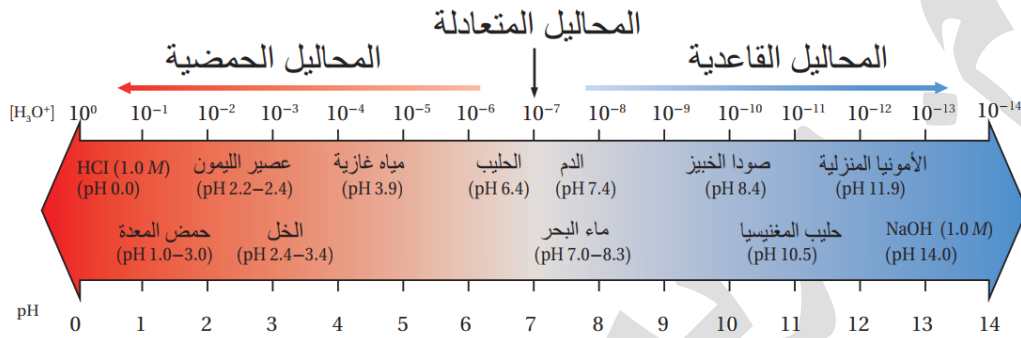 المحاليل المتعادلة
المحاليل الحمضية
المحاليل القاعدية
[H₃O⁺] 10⁰ 10⁻¹ 10⁻² 10⁻³ 10⁻⁴ 10⁻⁵ 10⁻⁶ 10⁻⁷ 10⁻⁸ 10⁻⁹ 10⁻¹⁰ 10⁻¹¹ 10⁻¹² 10⁻¹³ 10⁻¹⁴
HCl (1.0 M)
(pH 0.0)
عصير الليمون
(pH 2.2–2.4)
مياه غازية
(pH 3.9)
الحليب
(pH 6.4)
الدم
(pH 7.4)
صودا الخبيز
(pH 8.4)
الأمونيا المنزلية
(pH 11.9)
حمض المعدة
(pH 1.0–3.0)
الخل
(pH 2.4–3.4)
ماء البحر
(pH 7.0–8.3)
حليب المغنيسيا
(pH 10.5)
NaOH (1.0 M)
(pH 14.0)
pH 0 1 2 3 4 5 6 7 8 9 10 11 12 13 14